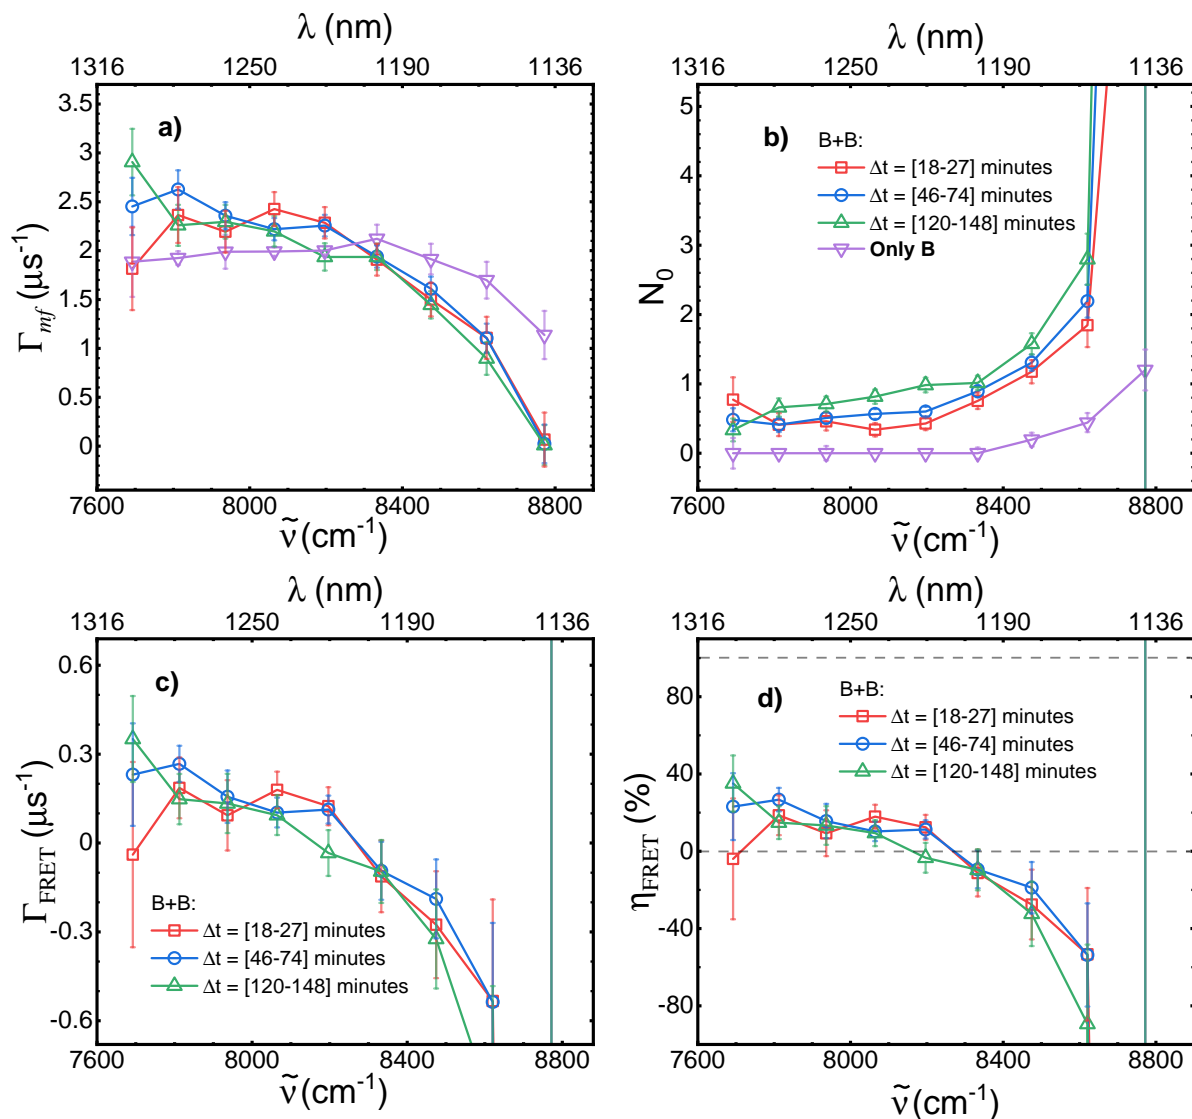 λ (nm)
1316 1250 1190 1136
a)
3.5
3
2.5
2
1.5
1
0.5
0
Γmf (μs⁻¹)
7600 8000 8400 8800
ν̃ (cm⁻¹)
λ (nm)
1316 1250 1190 1136
b)
B+B:
Δt = [18-27] minutes
Δt = [46-74] minutes
Δt = [120-148] minutes
Only B
5
4
3
2
1
0
N₀
7600 8000 8400 8800
ν̃ (cm⁻¹)
λ (nm)
1316 1250 1190 1136
c)
0.6
0.3
0
-0.3
-0.6
Γ_FRET (μs⁻¹)
B+B:
Δt = [18-27] minutes
Δt = [46-74] minutes
Δt = [120-148] minutes
7600 8000 8400 8800
ν̃ (cm⁻¹)
λ (nm)
1316 1250 1190 1136
d)
B+B:
Δt = [18-27] minutes
Δt = [46-74] minutes
Δt = [120-148] minutes
80
40
0
-40
-80
η_FRET (%)
7600 8000 8400 8800
ν̃ (cm⁻¹)